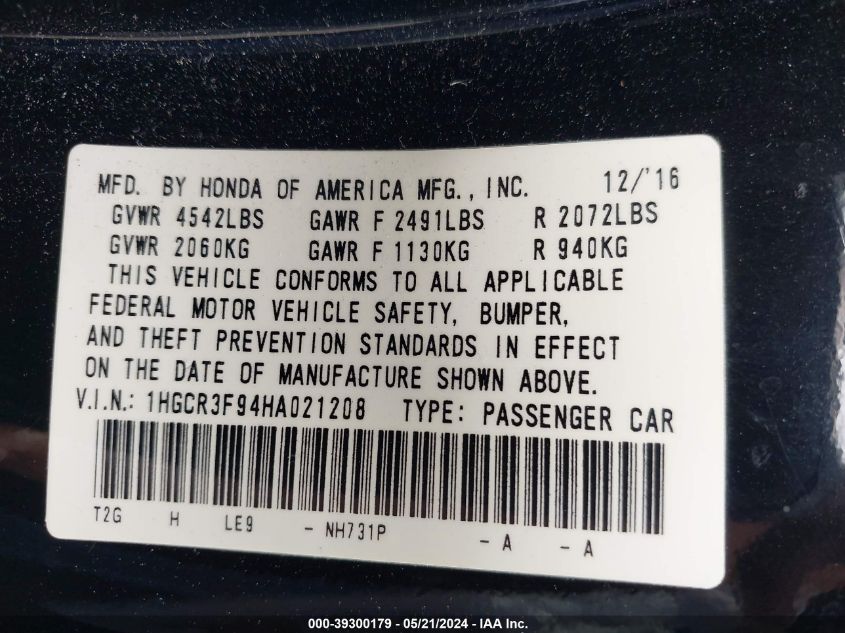 MFD. BY HONDA OF AMERICA MFG., INC. 12/'16
GVWR 4542LBS GAWR F 2491LBS R 2072LBS
GVWR 2060KG GAWR F 1130KG R 940KG
THIS VEHICLE CONFORMS TO ALL APPLICABLE
FEDERAL MOTOR VEHICLE SAFETY, BUMPER,
AND THEFT PREVENTION STANDARDS IN EFFECT
ON THE DATE OF MANUFACTURE SHOWN ABOVE.
V.I.N.: 1HGCR3F94HA021208 TYPE: PASSENGER CAR
T2G H LE9 - NH731P - A - A
000-39300179 - 05/21/2024 - IAA Inc.